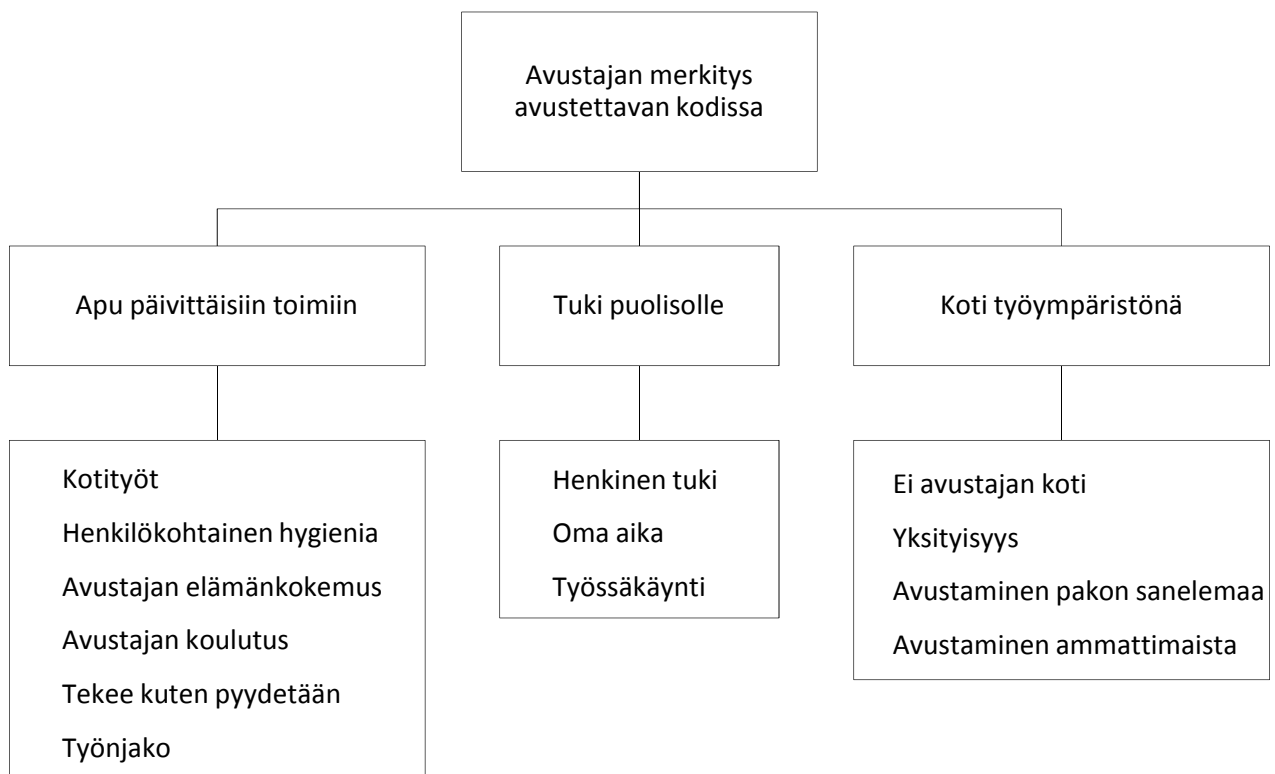 Avustajan merkitys
avustettavan kodissa
Apu päivittäisiin toimiin
Tuki puolisolle
Koti työympäristönä
Kotityöt
Henkilökohtainen hygienia
Avustajan elämänkokemus
Avustajan koulutus
Tekee kuten pyydetään
Työnjako
Henkinen tuki
Oma aika
Työssäkäynti
Ei avustajan koti
Yksityisyys
Avustaminen pakon sanelemaa
Avustaminen ammattimaista